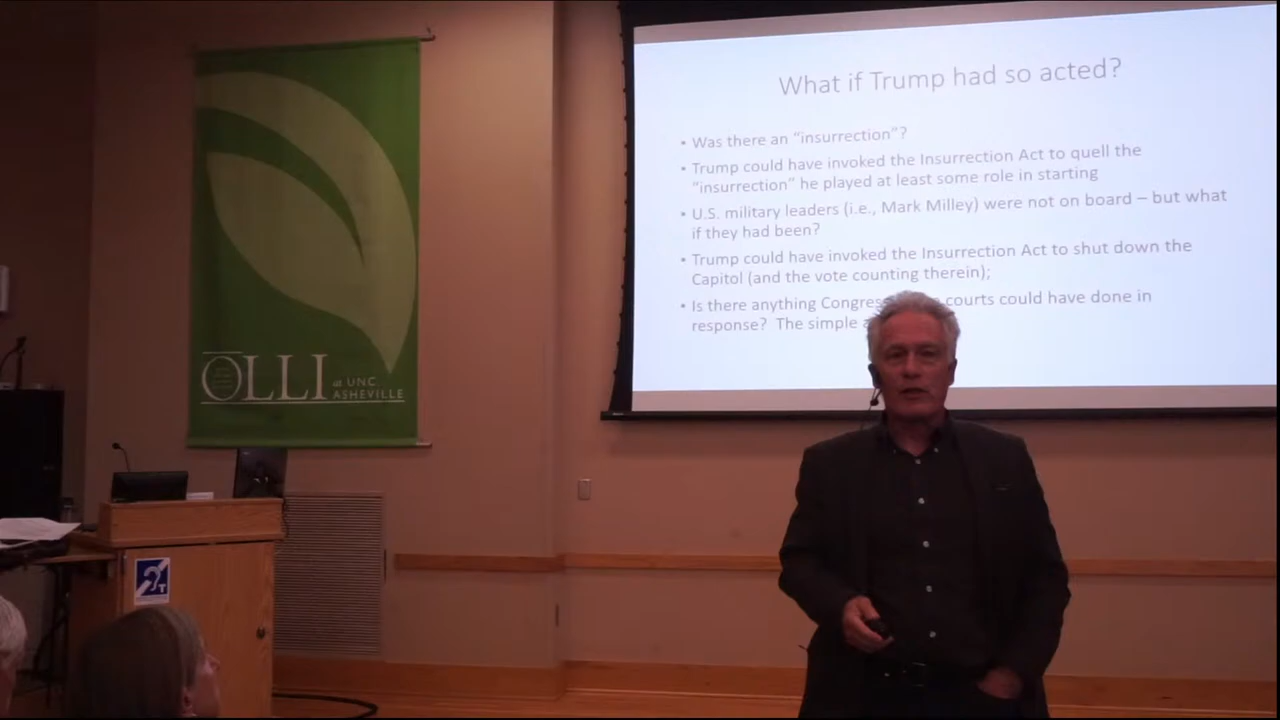 What if Trump had so acted?
• Was there an “insurrection”?
• Trump could have invoked the Insurrection Act to quell the
“insurrection” he played at least some role in starting
• U.S. military leaders (i.e., Mark Milley) were not on board – but what
if they had been?
• Trump could have invoked the Insurrection Act to shut down the
Capitol (and the vote counting therein);
• Is there anything Congress courts could have done in
response? The simple
OLLI at UNC
ASHEVILLE
T